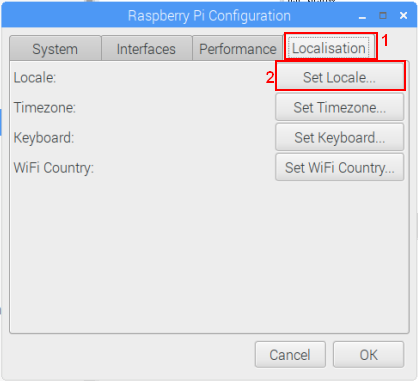 Raspberry Pi Configuration
System Interfaces Performance Localisation 1
Locale: 2 Set Locale...
Timezone: Set Timezone...
Keyboard: Set Keyboard...
WiFi Country: Set WiFi Country...
Cancel OK